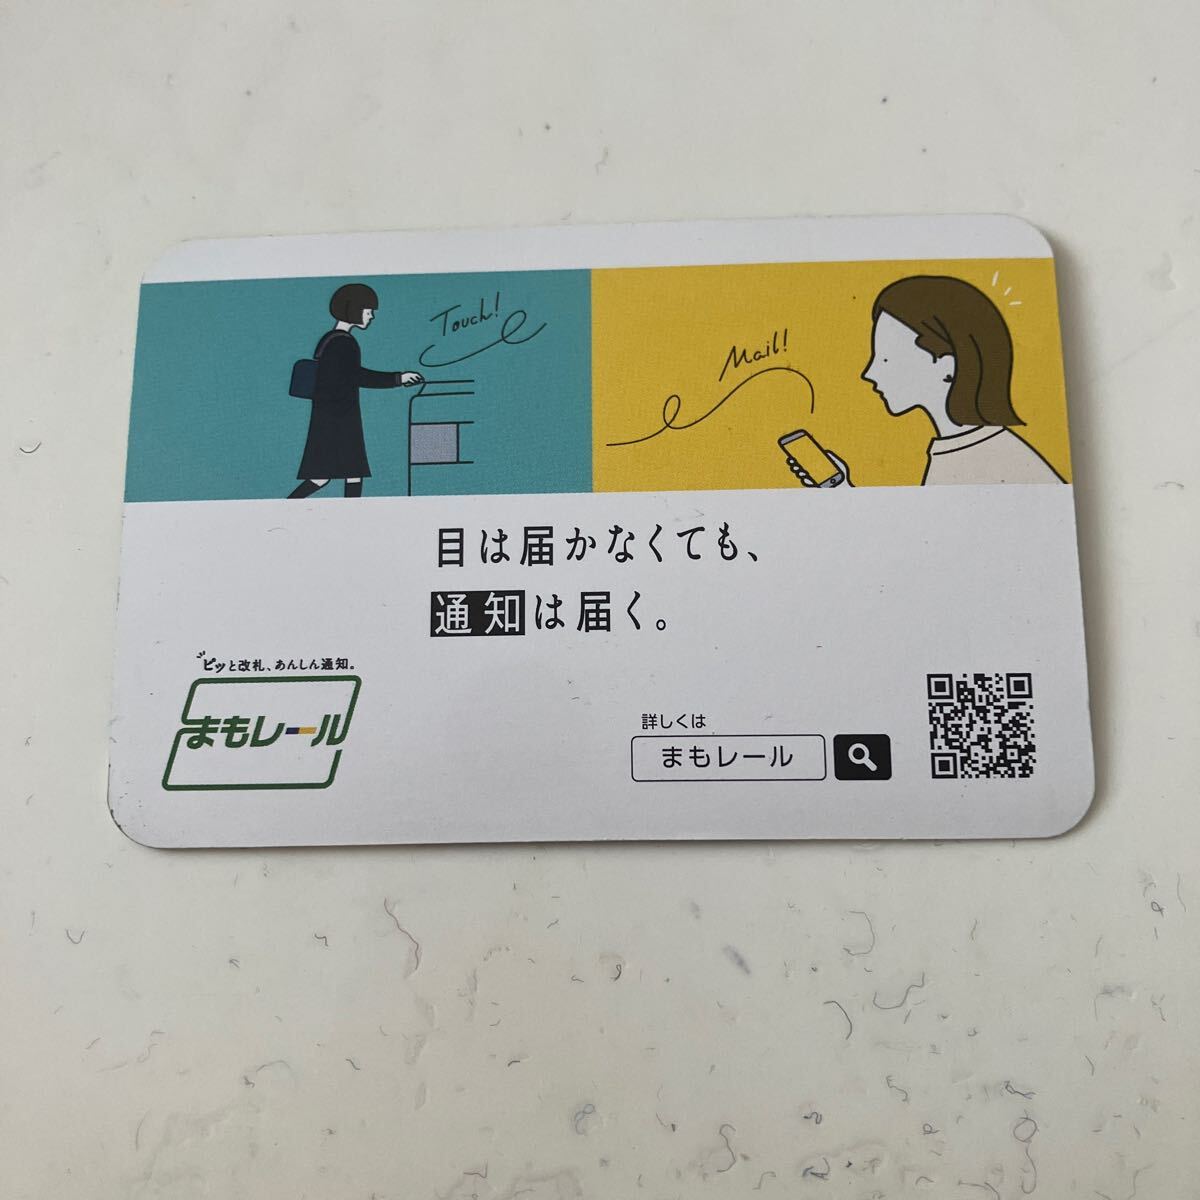 Touch!
Mail!
目は届かなくても、
通知は届く。
ピッと改札、あんしん通知。
まもレール
詳しくは
まもレール